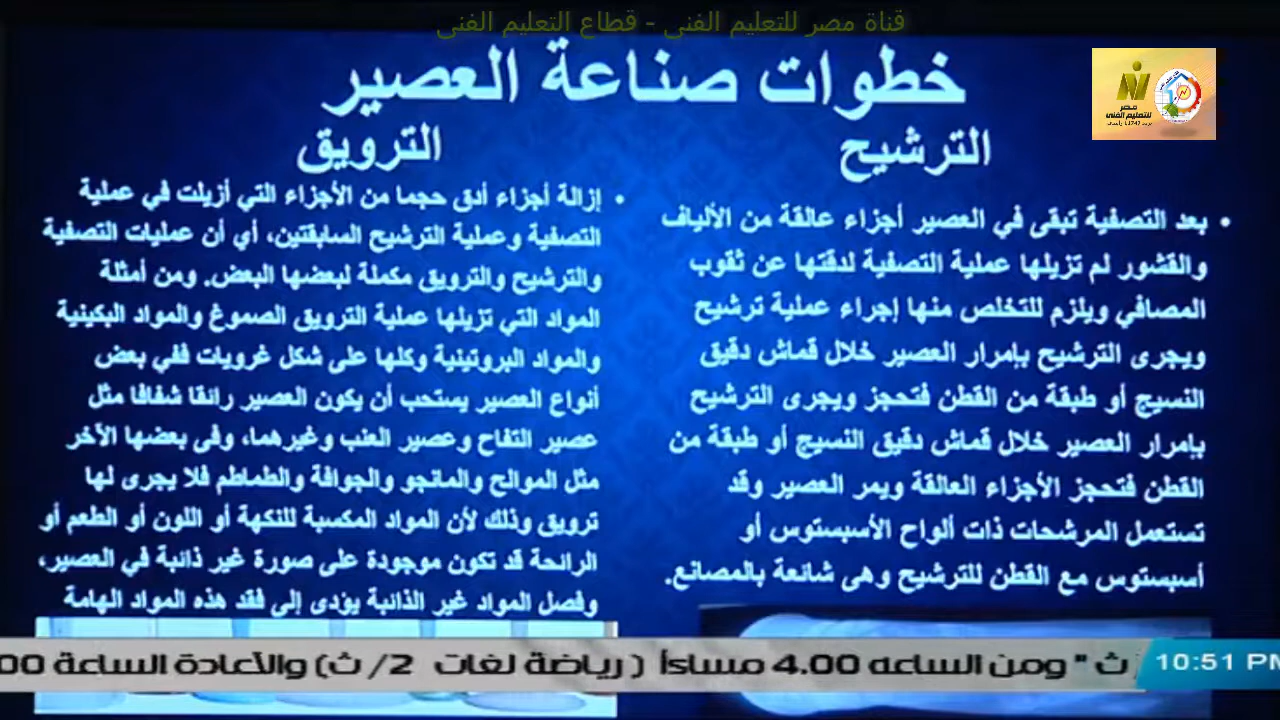 قناة مصر للتعليم الفنى - قطاع التعليم الفنى
خطوات صناعة العصير
مصر
للتعليم الفنى
الترشيح
• بعد التصفية تبقى في العصير أجزاء عالقة من الألياف
والقشور لم تزيلها عملية التصفية لدقتها عن ثقوب
المصافي ويلزم للتخلص منها إجراء عملية ترشيح
ويجرى الترشيح بإمرار العصير خلال قماش دقيق
النسيج أو طبقة من القطن فتحجز ويجرى الترشيح
بإمرار العصير خلال قماش دقيق النسيج أو طبقة من
القطن فتحجز الأجزاء العالقة ويمر العصير وقد
تستعمل المرشحات ذات ألواح الأسبستوس أو
أسبستوس مع القطن للترشيح وهى شائعة بالمصانع.
الترويق
• إزالة أجزاء أدق حجما من الأجزاء التي أزيلت في عملية
التصفية وعملية الترشيح السابقتين، أي أن عمليات التصفية
والترشيح والترويق مكملة لبعضها البعض. ومن أمثلة
المواد التي تزيلها عملية الترويق الصموغ والمواد البكينية
والمواد البروتينية وكلها على شكل غرويات ففي بعض
أنواع العصير يستحب أن يكون العصير رائقا شفافا مثل
عصير التفاح وعصير العنب وغيرهما، وفى بعضها الأخر
مثل الموالح والمانجو والجوافة والطماطم فلا يجرى لها
ترويق وذلك لأن المواد المكسبة للنكهة أو اللون أو الطعم أو
الرائحة قد تكون موجودة على صورة غير ذائبة في العصير،
وفصل المواد غير الذائبة يؤدى إلى فقد هذه المواد الهامة
ث " ومن الساعه 4.00 مساءاً ( رياضة لغات 2/ ث) والأعادة الساعة 00
10:51 PM